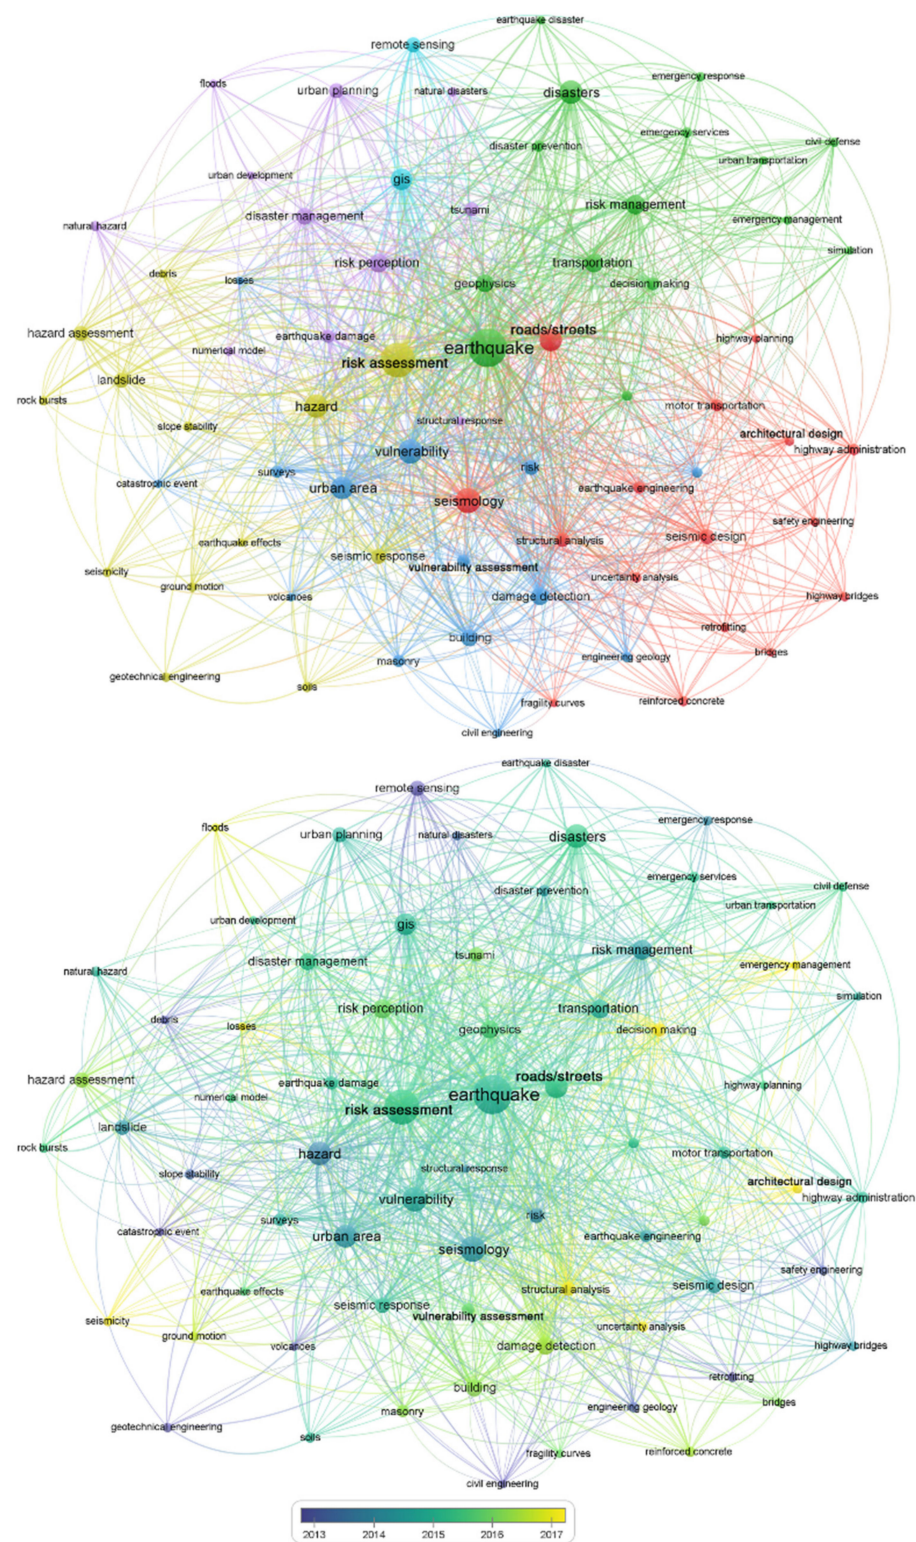 earthquake disaster
remote sensing
emergency response
floods
urban planning
natural disasters
disasters
emergency services
civil defense
disaster prevention
urban transportation
urban development
gis
risk management
tsunami
disaster management
emergency management
natural hazard
simulation
risk perception
transportation
debris
losses
geophysics
decision making
hazard assessment
earthquake damage
roads/streets
highway planning
numerical model
earthquake
risk assessment
landslide
rock bursts
hazard
motor transportation
slope stability
structural response
architectural design
highway administration
vulnerability
surveys
risk
catastrophic event
urban area
earthquake engineering
seismology
safety engineering
earthquake effects
structural analysis
seismic design
seismic response
vulnerability assessment
seismicity
uncertainty analysis
ground motion
volcanoes
damage detection
highway bridges
retrofitting
building
bridges
masonry
engineering geology
geotechnical engineering
soils
fragility curves
reinforced concrete
civil engineering
earthquake disaster
remote sensing
emergency response
floods
urban planning
natural disasters
disasters
emergency services
civil defense
disaster prevention
urban transportation
urban development
gis
risk management
tsunami
disaster management
emergency management
natural hazard
simulation
risk perception
transportation
debris
losses
geophysics
decision making
hazard assessment
earthquake damage
roads/streets
highway planning
numerical model
earthquake
risk assessment
landslide
rock bursts
hazard
motor transportation
slope stability
structural response
architectural design
highway administration
vulnerability
surveys
risk
catastrophic event
urban area
earthquake engineering
seismology
safety engineering
earthquake effects
structural analysis
seismic design
seismic response
vulnerability assessment
seismicity
uncertainty analysis
ground motion
volcanoes
damage detection
highway bridges
retrofitting
building
bridges
masonry
engineering geology
geotechnical engineering
soils
fragility curves
reinforced concrete
civil engineering
2013 2014 2015 2016 2017